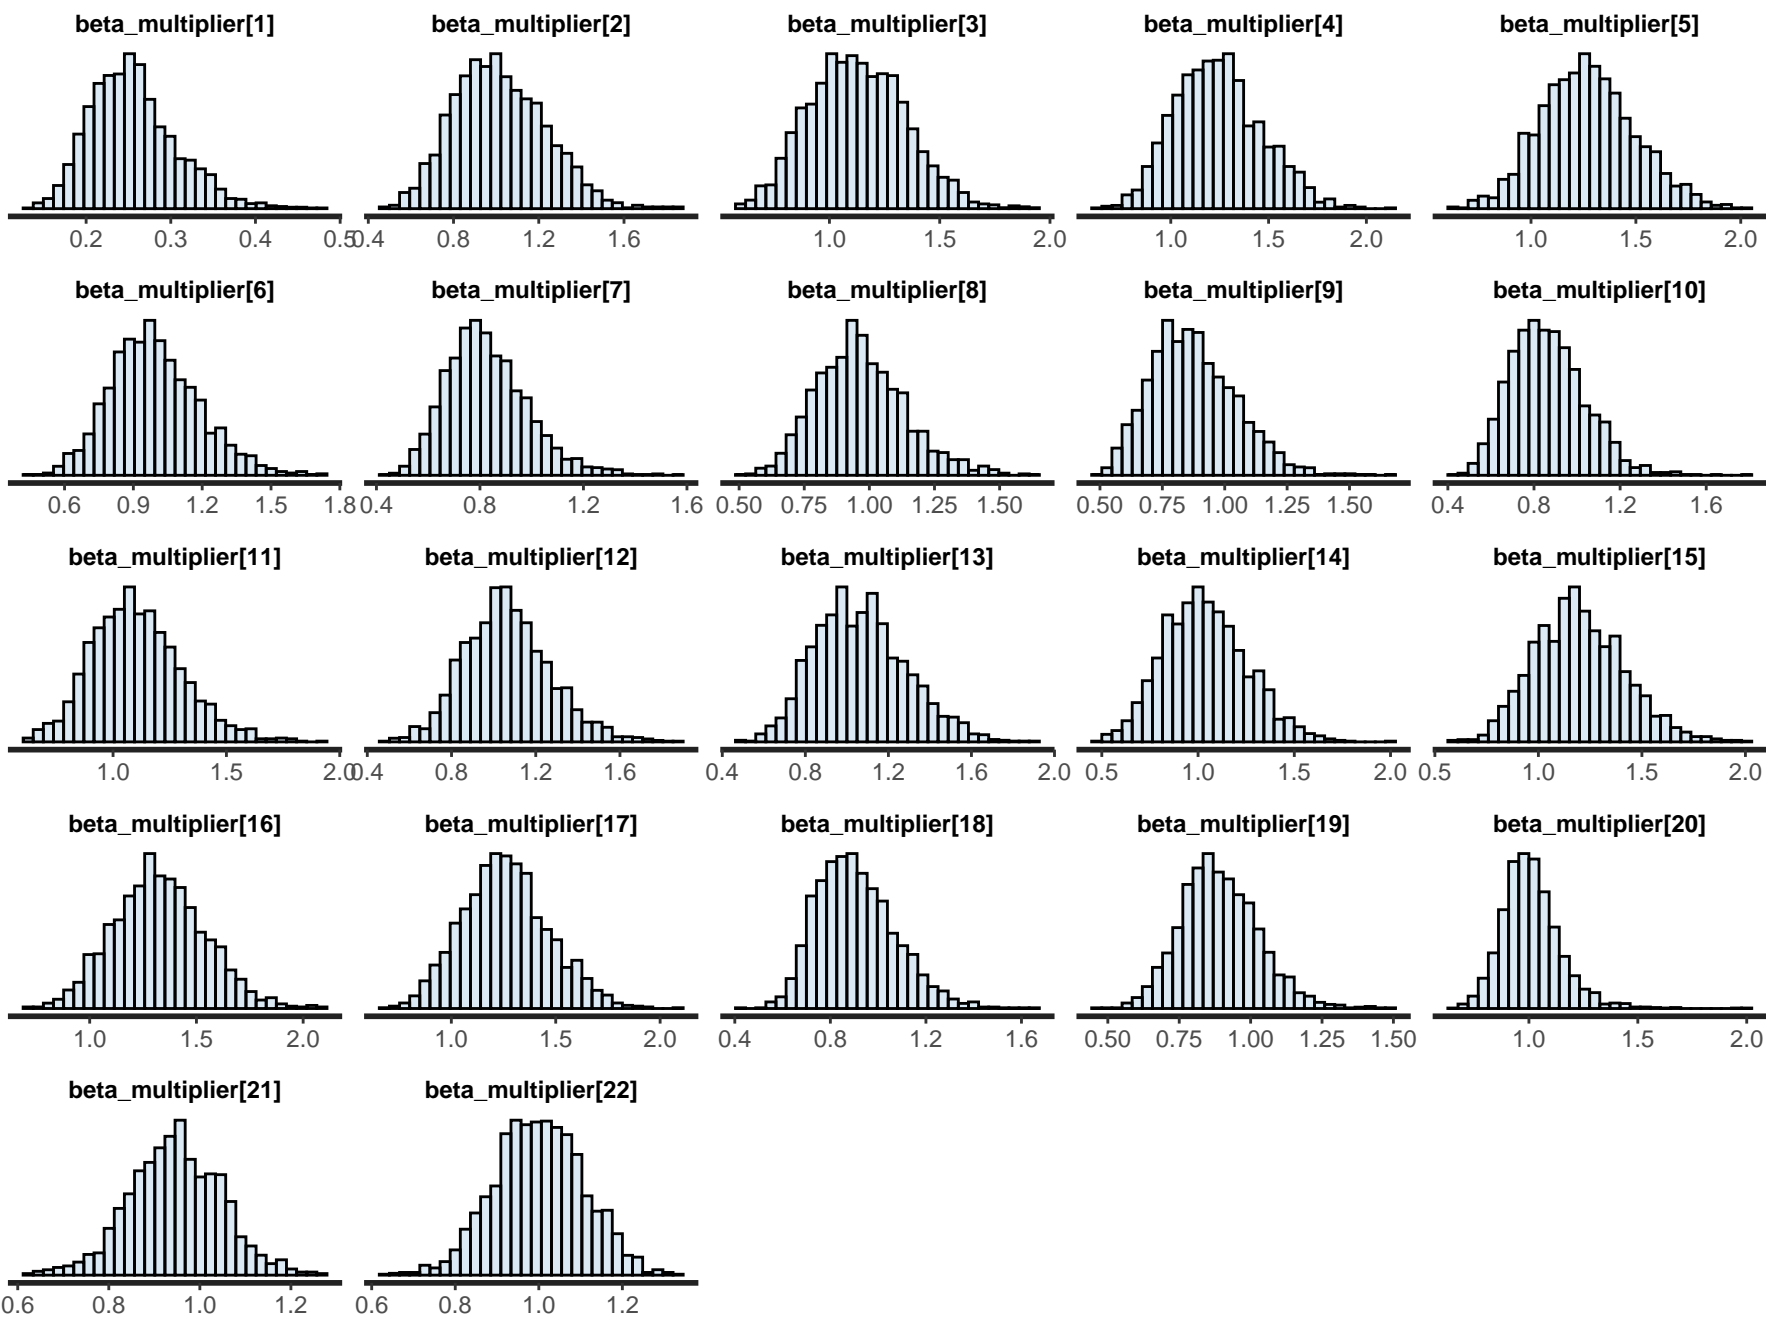 beta_multiplier[1] beta_multiplier[2] beta_multiplier[3] beta_multiplier[4] beta_multiplier[5]
0.2 0.3 0.4 0.5 0.4 0.8 1.2 1.6 1.0 1.5 2.0 1.0 1.5 2.0 1.0 1.5 2.0
beta_multiplier[6] beta_multiplier[7] beta_multiplier[8] beta_multiplier[9] beta_multiplier[10]
0.6 0.9 1.2 1.5 1.8 0.4 0.8 1.2 1.6 0.50 0.75 1.00 1.25 1.50 0.50 0.75 1.00 1.25 1.50 0.4 0.8 1.2 1.6
beta_multiplier[11] beta_multiplier[12] beta_multiplier[13] beta_multiplier[14] beta_multiplier[15]
1.0 1.5 2.0 0.4 0.8 1.2 1.6 0.4 0.8 1.2 1.6 2.0 0.5 1.0 1.5 2.0 0.5 1.0 1.5 2.0
beta_multiplier[16] beta_multiplier[17] beta_multiplier[18] beta_multiplier[19] beta_multiplier[20]
1.0 1.5 2.0 1.0 1.5 2.0 0.4 0.8 1.2 1.6 0.50 0.75 1.00 1.25 1.50 1.0 1.5 2.0
beta_multiplier[21] beta_multiplier[22]
0.6 0.8 1.0 1.2 0.6 0.8 1.0 1.2